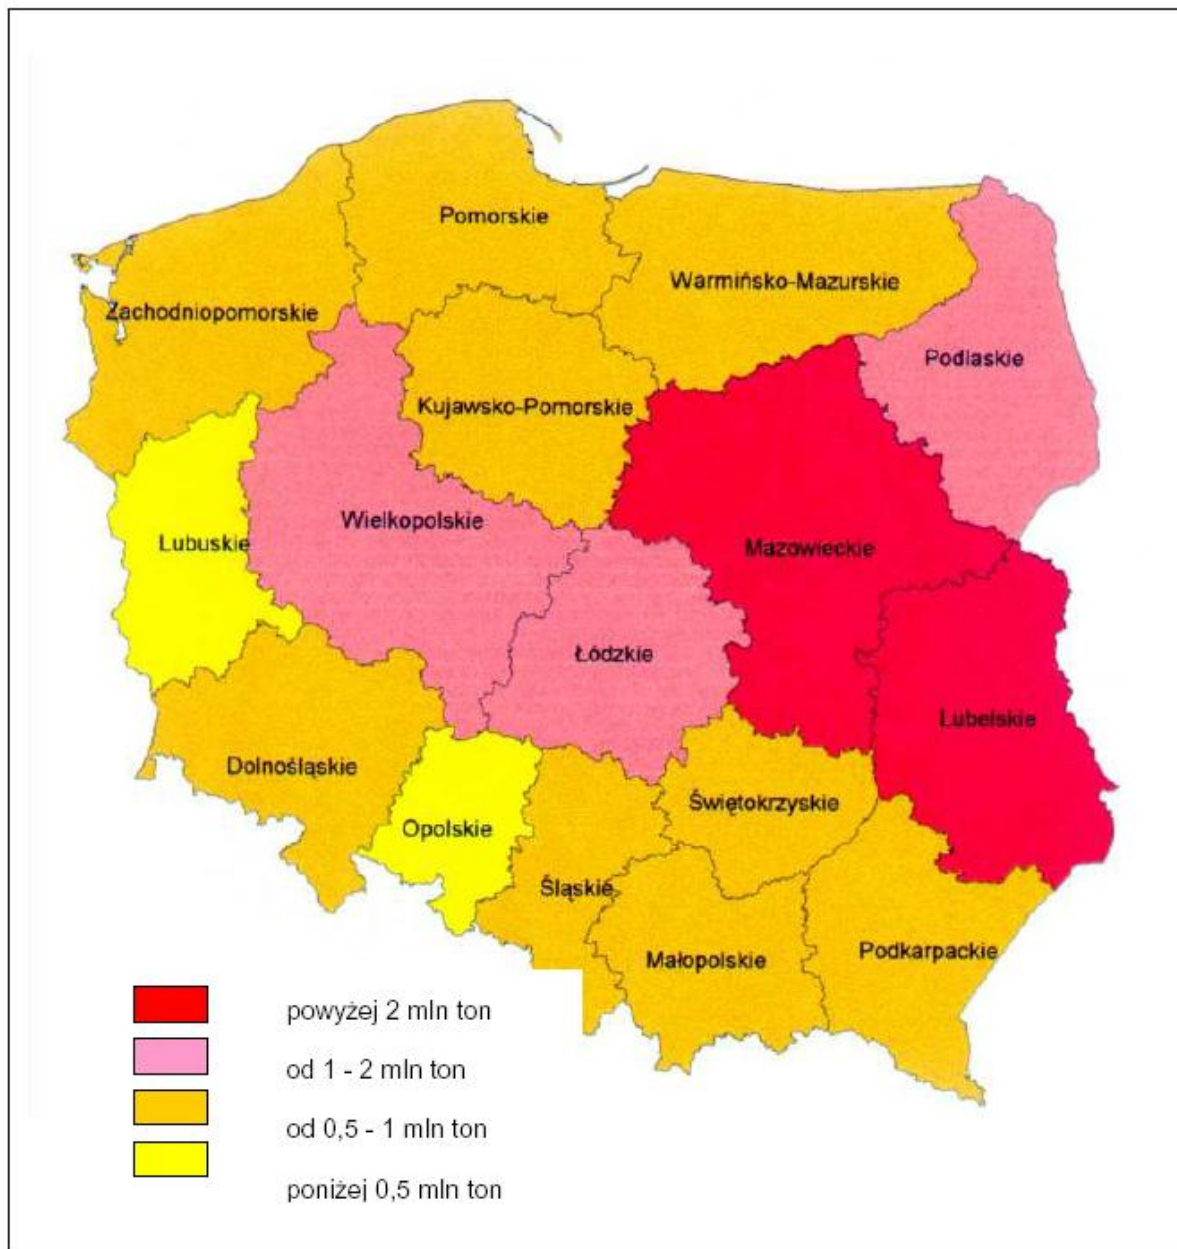 Pomorskie
Warmińsko-Mazurskie
Zachodniopomorskie
Podlaskie
Kujawsko-Pomorskie
Wielkopolskie
Lubuskie
Mazowieckie
Łódzkie
Lubelskie
Dolnośląskie
Świętokrzyskie
Opolskie
Śląskie
Małopolskie
Podkarpackie
powyżej 2 mln ton
od 1 - 2 mln ton
od 0,5 - 1 mln ton
poniżej 0,5 mln ton